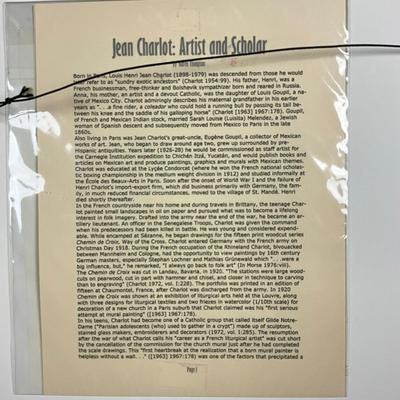 Jean Charlot: Artist and Scholar
by Martin Thompson
Born in Paris, Louis Henri Jean Charlot (1898-1979) was descended from those he would
later refer to as "sundry exotic ancestors" (Charlot 1954:99). His father, Henri, was a
French businessman, free-thinker and Bolshevik sympathizer born and reared in Russia.
Anna, his mother, an artist and a devout Catholic, was the daughter of Louis Goupil, a na-
tive of Mexico City. Charlot admiringly describes his maternal grandfather in his earlier
years as ". . . a fine rider, a coleador who could hold a running bull by passing its tail be-
tween his knee and the saddle of his galloping horse" (Charlot [1963] 1967:178). Goupil,
of French and Mexican Indian stock, married Sarah Louise (Luisita) Melendez, a Jewish
woman of Spanish descent and subsequently moved from Mexico to Paris in the late
1860s.
Also living in Paris was Jean Charlot's great-uncle, Eugène Goupil, a collector of Mexican
works of art. Jean, who began to draw around age two, grew up surrounded by pre-
Hispanic antiquities. Years later (1926-28) he would be commissioned as staff artist for
the Carnegie Institution expedition to Chichén Itzá, Yucatán, and would publish books and
articles on Mexican art and produce paintings, graphics and murals with Mexican themes.
Charlot was educated at the Lycée Condorcet (where he won the French national scholas-
tic boxing championship in the medium weight division in 1912) and studied informally at
the École des Beaux-Arts in Paris. Soon after the onset of World War I and the failure of
Henri Charlot's import-export firm, which did business primarily with Germany, the fam-
ily, in much reduced financial circumstances, moved to the village of St. Mandé. Henri
died shortly thereafter.
In the French countryside near his home and during travels in Brittany, the teenage Char-
lot painted small landscapes in oil on paper and pursued what was to become a lifelong
interest in folk imagery. Drafted into the army near the end of the war, he became an ar-
tillery lieutenant. An officer in the Senegalese Troops, Charlot was given the command
when his predecessors had been killed in battle. He was young and considered expend-
able. While encamped at Sézanne, he began drawings for the fifteen print woodcut series
Chemin de Croix, Way of the Cross. Charlot entered Germany with the French army on
Christmas Day 1918. During the French occupation of the Rhineland Charlot, bivouacked
between Mannheim and Cologne, had the opportunity to view paintings by 16th century
German masters, especially Stephan Lochner and Mathias Grünewald which ". . . were a
big influence, but," he remarked, "I always go back to folk art" (In Morse 1976:viii).
The Chemin de Croix was cut in Landau, Bavaria, in 1920. "The stations were large wood-
cuts on pearwood, cut in part with hammer and chisel, and closer in technique to carving
than to engraving" (Charlot 1972, vol. 1:228). The portfolio was printed in an edition of
fifteen at Chaumontel, France, after Charlot was discharged from the army. In 1920
Chemin de Croix was shown at an exhibition of liturgical arts held at the Louvre, along
with three designs for liturgical textiles and two friezes in watercolor (1/10th scale) for
decoration of a new church in a Paris suburb that Charlot claimed was his "first serious
attempt at mural painting" ([1963] 1967:178).
In his teens, Charlot had become one of a Catholic group that called itself Gilde Notre-
Dame ("Parisian adolescents (who) used to gather in a crypt") made up of sculptors,
stained glass makers, embroiderers and decorators (1972, vol. 1:285). The resumption
after the war of what Charlot calls his "career as a French liturgical artist" was cut short
by the cancellation of the commission for the church mural just after he had completed
the scale drawings. This "first heartbreak at the realization that a born mural painter is
helpless without a wall. . ." ([1963] 1967:178) was one of the factors that precipitated a
Page 1